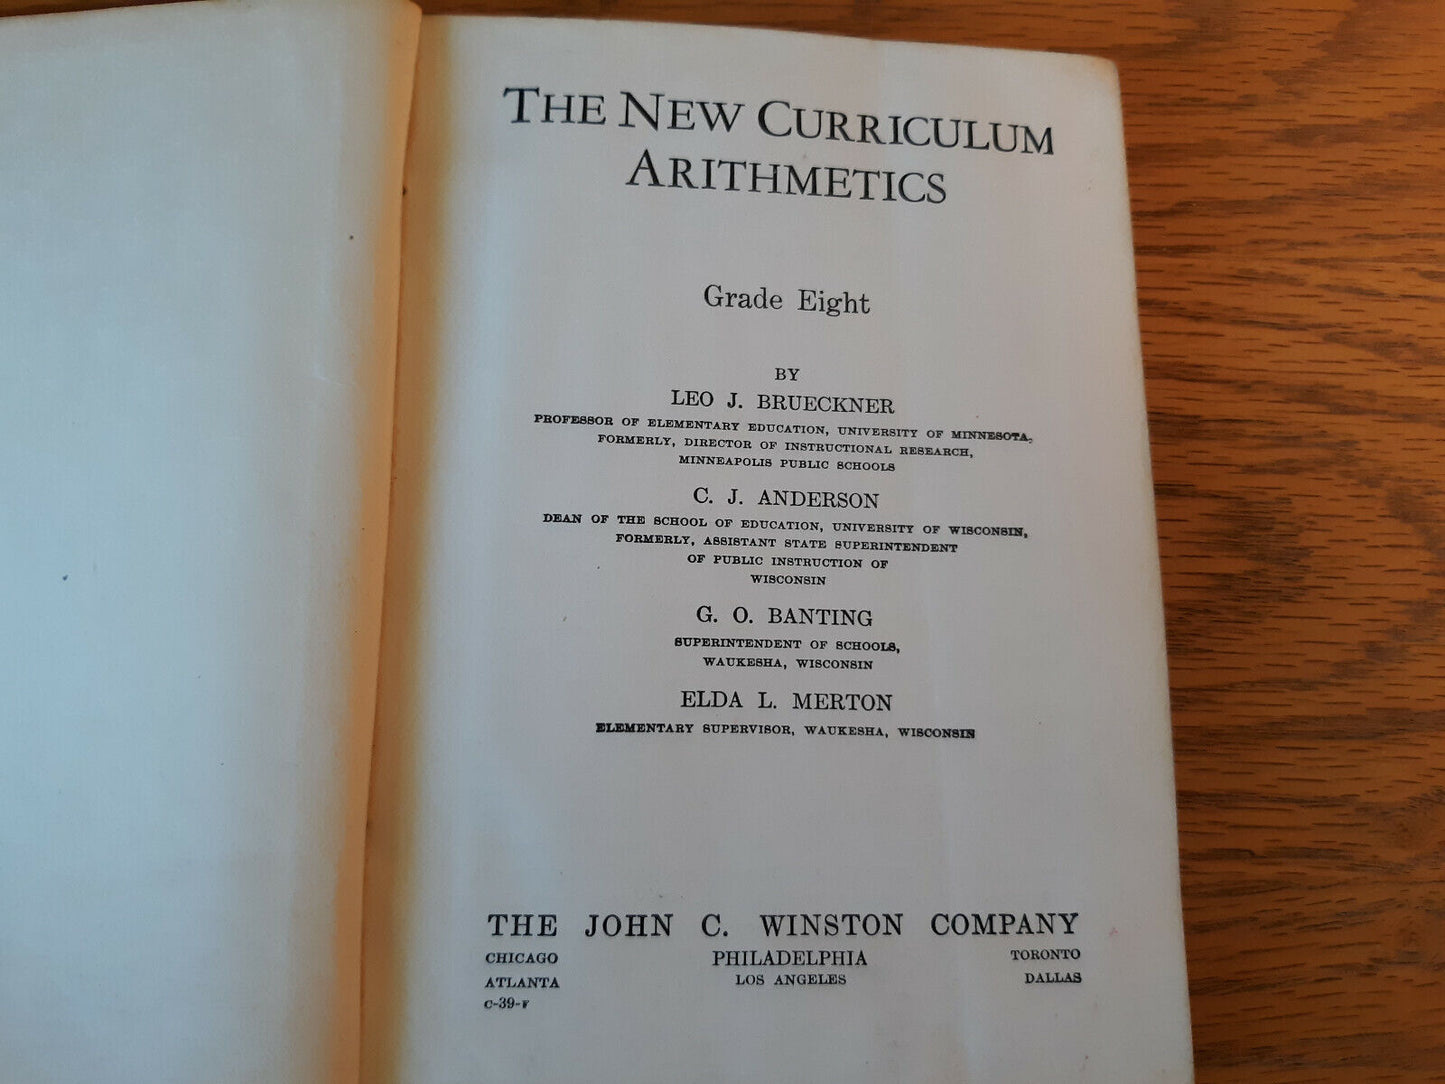 THE NEW CURRICULUM
ARITHMETICS
Grade Eight
BY
LEO J. BRUECKNER
PROFESSOR OF ELEMENTARY EDUCATION, UNIVERSITY OF MINNESOTA,
FORMERLY, DIRECTOR OF INSTRUCTIONAL RESEARCH,
MINNEAPOLIS PUBLIC SCHOOLS
C. J. ANDERSON
DEAN OF THE SCHOOL OF EDUCATION, UNIVERSITY OF WISCONSIN,
FORMERLY, ASSISTANT STATE SUPERINTENDENT
OF PUBLIC INSTRUCTION OF
WISCONSIN
G. O. BANTING
SUPERINTENDENT OF SCHOOLS,
WAUKESHA, WISCONSIN
ELDA L. MERTON
ELEMENTARY SUPERVISOR, WAUKESHA, WISCONSIN
THE JOHN C. WINSTON COMPANY
CHICAGO PHILADELPHIA TORONTO
ATLANTA LOS ANGELES DALLAS
C-39-F